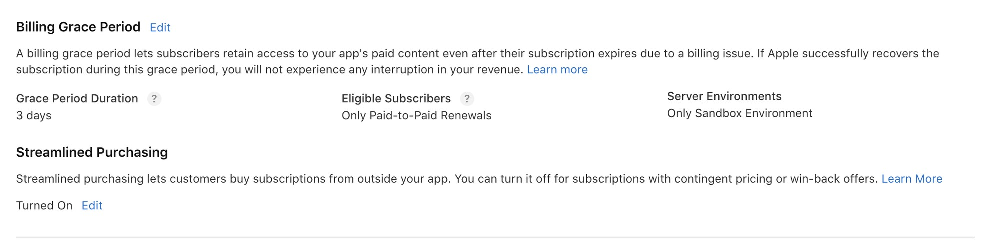 Billing Grace Period Edit
A billing grace period lets subscribers retain access to your app's paid content even after their subscription expires due to a billing issue. If Apple successfully recovers the
subscription during this grace period, you will not experience any interruption in your revenue. Learn more
Grace Period Duration ?
3 days
Eligible Subscribers ?
Only Paid-to-Paid Renewals
Server Environments
Only Sandbox Environment
Streamlined Purchasing
Streamlined purchasing lets customers buy subscriptions from outside your app. You can turn it off for subscriptions with contingent pricing or win-back offers. Learn More
Turned On Edit